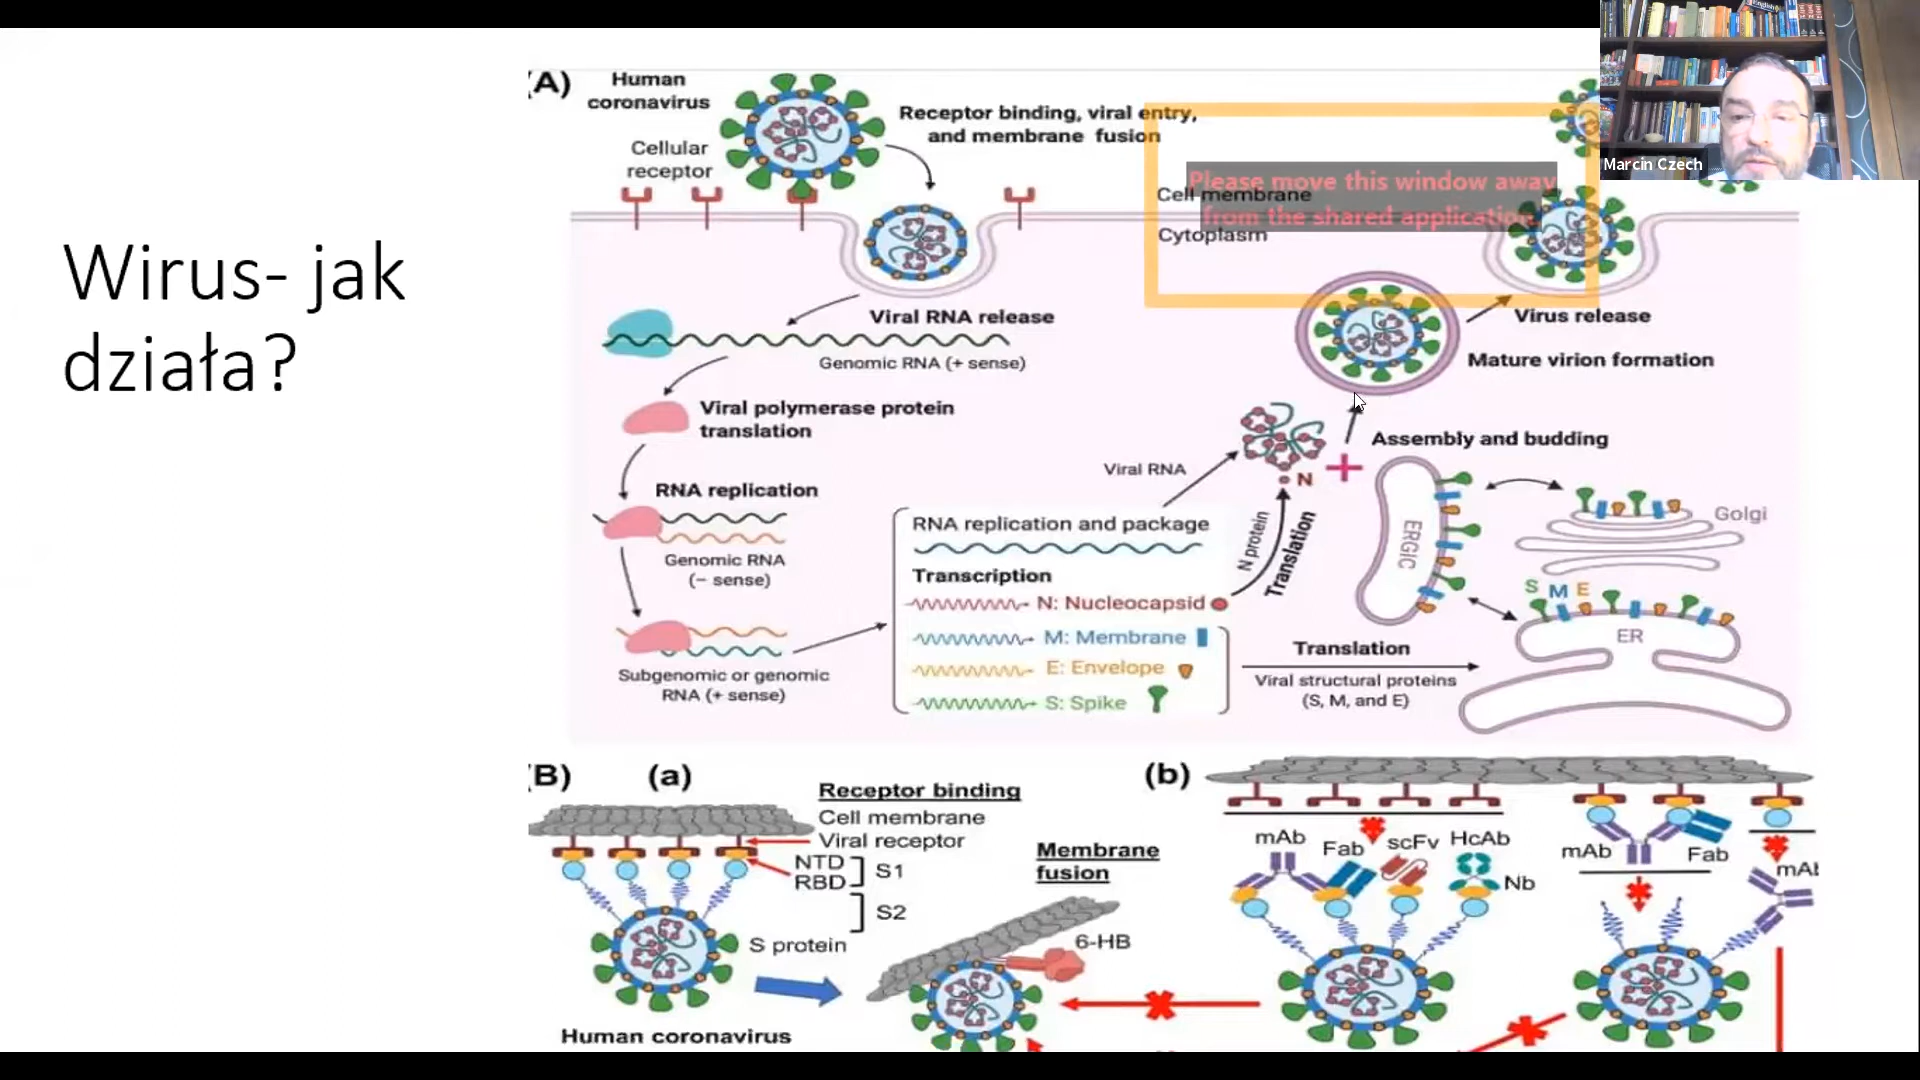 Wirus- jak
działa?
(A)
Human
coronavirus
Cellular
receptor
Receptor binding, viral entry,
and membrane fusion
Please move this window away
from the shared application
Cell membrane
Cytoplasm
Marcin Czech
Viral RNA release
Genomic RNA (+ sense)
Virus release
Mature virion formation
Viral polymerase protein
translation
Assembly and budding
Viral RNA
N
RNA replication
Genomic RNA
(− sense)
Subgenomic or genomic
RNA (+ sense)
RNA replication and package
Transcription
N: Nucleocapsid
M: Membrane
E: Envelope
S: Spike
N protein
Translation
ERGIC
Golgi
S M E
ER
Translation
Viral structural proteins
(S, M, and E)
(B)
(a)
Receptor binding
Cell membrane
Viral receptor
NTD
RBD
S1
S2
S protein
Human coronavirus
Membrane
fusion
6-HB
(b)
mAb
Fab
scFv
HcAb
Nb
mAb
Fab
mAb